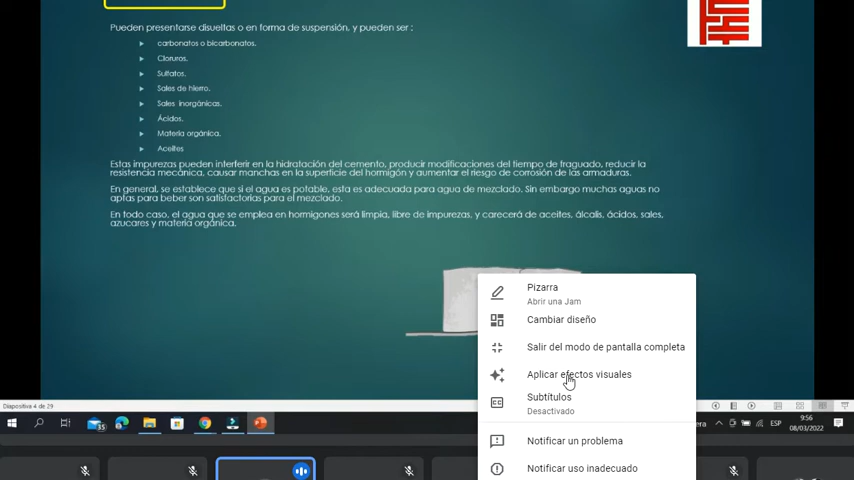 Pueden presentarse disueltas o en forma de suspensión, y pueden ser :
carbonatos o bicarbonatos.
Cloruros.
Sulfatos.
Sales de hierro.
Sales inorgánicas.
Ácidos.
Materia orgánica.
Aceites
Estas impurezas pueden interferir en la hidratación del cemento, producir modificaciones del tiempo de fraguado, reducir la
resistencia mecánica, causar manchas en la superficie del hormigón y aumentar el riesgo de corrosión de las armaduras.
En general, se establece que si el agua es potable, esta es adecuada para agua de mezclado. Sin embargo muchas aguas no
aptas para beber son satisfactorias para el mezclado.
En todo caso, el agua que se emplea en hormigones será limpia, libre de impurezas, y carecerá de aceites, álcalis, ácidos, sales,
azucares y materia orgánica.
Pizarra
Abrir una Jam
Cambiar diseño
Salir del modo de pantalla completa
Aplicar efectos visuales
Subtítulos
Desactivado
Notificar un problema
Notificar uso inadecuado
Diapositiva 4 de 29
35
ESP
9:56
08/03/2022